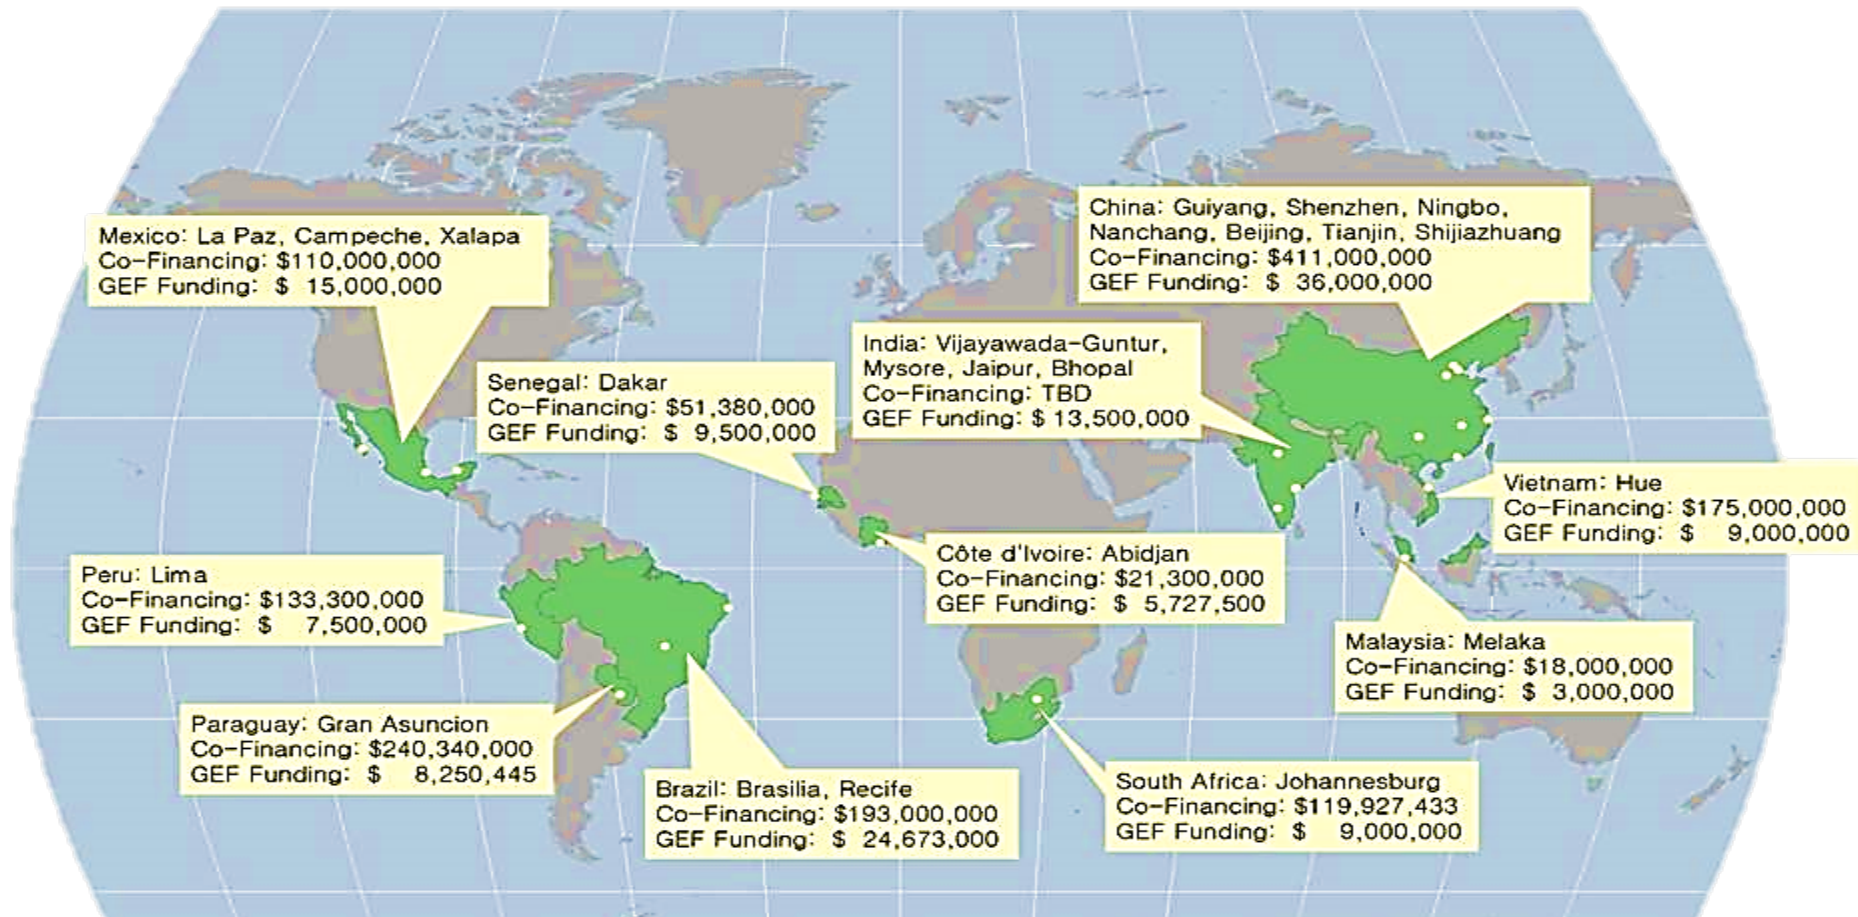 China: Guiyang, Shenzhen, Ningbo,
Nanchang, Beijing, Tianjin, Shijiazhuang
Co-Financing: $411,000,000
GEF Funding: $ 36,000,000
Mexico: La Paz, Campeche, Xalapa
Co-Financing: $110,000,000
GEF Funding: $ 15,000,000
India: Vijayawada-Guntur,
Mysore, Jaipur, Bhopal
Co-Financing: TBD
GEF Funding: $ 13,500,000
Senegal: Dakar
Co-Financing: $51,380,000
GEF Funding: $ 9,500,000
Vietnam: Hue
Co-Financing: $175,000,000
GEF Funding: $ 9,000,000
Côte d'Ivoire: Abidjan
Co-Financing: $21,300,000
GEF Funding: $ 5,727,500
Peru: Lima
Co-Financing: $133,300,000
GEF Funding: $ 7,500,000
Malaysia: Melaka
Co-Financing: $18,000,000
GEF Funding: $ 3,000,000
Paraguay: Gran Asuncion
Co-Financing: $240,340,000
GEF Funding: $ 8,250,445
Brazil: Brasilia, Recife
Co-Financing: $193,000,000
GEF Funding: $ 24,673,000
South Africa: Johannesburg
Co-Financing: $119,927,433
GEF Funding: $ 9,000,000